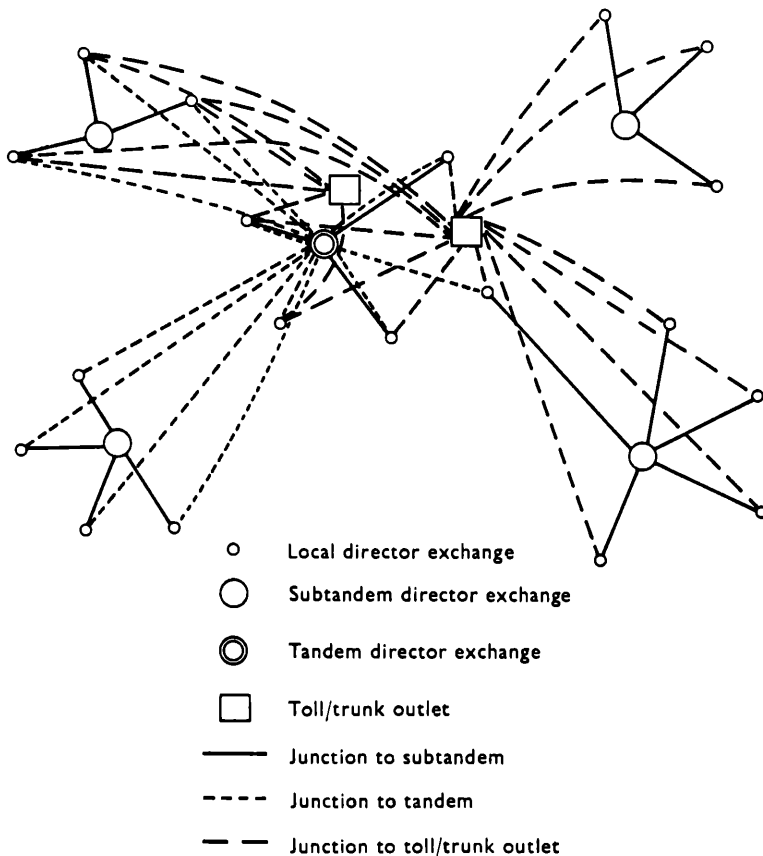 Local director exchange
Subtandem director exchange
Tandem director exchange
Toll/trunk outlet
Junction to subtandem
Junction to tandem
Junction to toll/trunk outlet